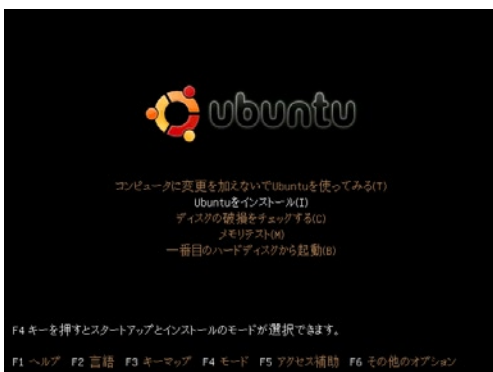 ubuntu
コンピュータに変更を加えないでUbuntuを使ってみる(T)
Ubuntuをインストール(I)
ディスクの破損をチェックする(C)
メモリテスト(M)
一番目のハードディスクから起動(B)
F4 キーを押すとスタートアップとインストールのモードが選択できます。
F1 ヘルプ F2 言語 F3 キーマップ F4 モード F5 アクセス補助 F6 その他のオプション